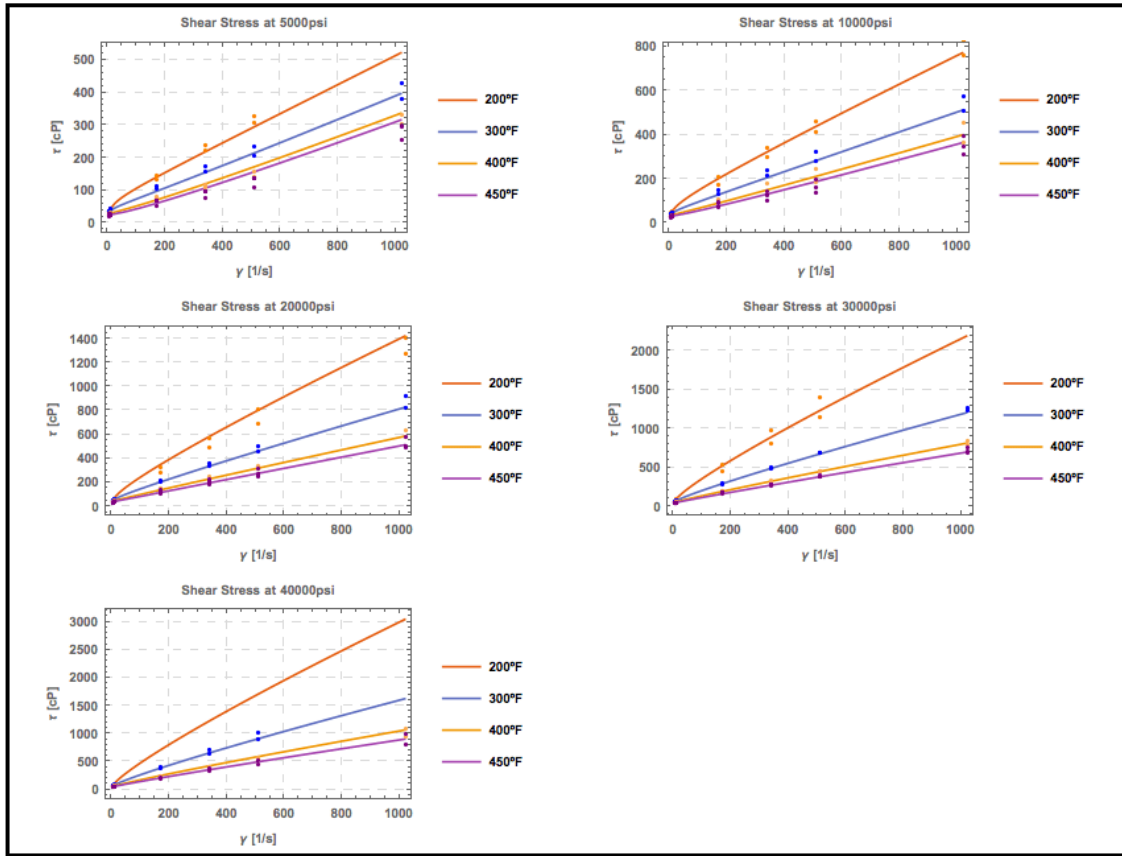 Shear Stress at 5000psi
500
400
300
200
100
0
τ [cP]
0 200 400 600 800 1000
γ [1/s]
200ºF
300ºF
400ºF
450ºF
Shear Stress at 10000psi
800
600
400
200
0
τ [cP]
0 200 400 600 800 1000
γ [1/s]
200ºF
300ºF
400ºF
450ºF
Shear Stress at 20000psi
1400
1200
1000
800
600
400
200
0
τ [cP]
0 200 400 600 800 1000
γ [1/s]
200ºF
300ºF
400ºF
450ºF
Shear Stress at 30000psi
2000
1500
1000
500
0
τ [cP]
0 200 400 600 800 1000
γ [1/s]
200ºF
300ºF
400ºF
450ºF
Shear Stress at 40000psi
3000
2500
2000
1500
1000
500
0
τ [cP]
0 200 400 600 800 1000
γ [1/s]
200ºF
300ºF
400ºF
450ºF